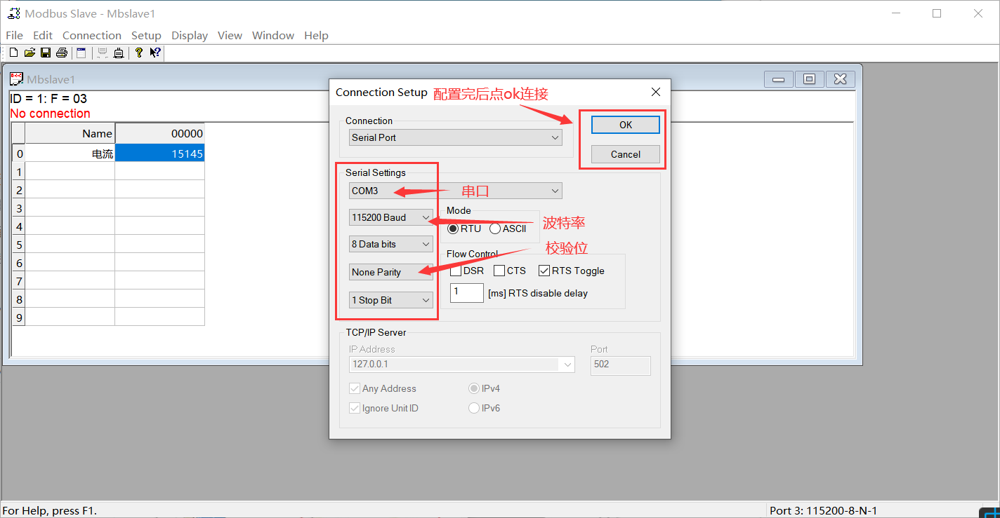 Modbus Slave - Mbslave1
File Edit Connection Setup Display View Window Help
Mbslave1
ID = 1: F = 03
No connection
Name 00000
0 电流 15145
1
2
3
4
5
6
7
8
9
Connection Setup
配置完后点ok连接
Connection
Serial Port
OK
Cancel
Serial Settings
COM3
串口
115200 Baud
波特率
8 Data bits
None Parity
校验位
1 Stop Bit
Mode
RTU ASCII
Flow Control
DSR CTS RTS Toggle
1 [ms] RTS disable delay
TCP/IP Server
IP Address Port
127.0.0.1 502
Any Address IPv4
Ignore Unit ID IPv6
For Help, press F1.
Port 3: 115200-8-N-1